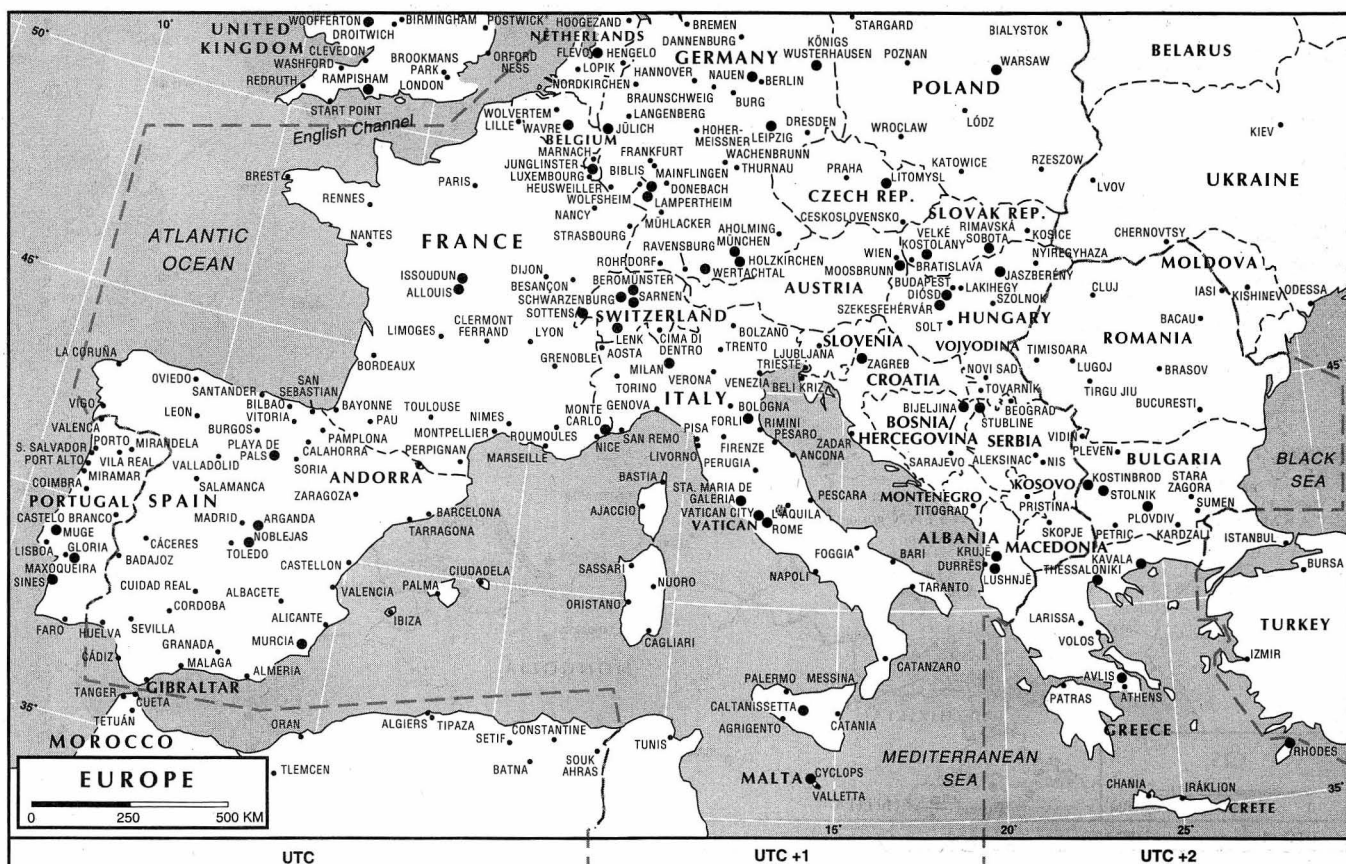 50°
10°
UNITED
KINGDOM
WOOFFERTON
BIRMINGHAM
POSTWICK
DROITWICH
CLEVEDON
WASHFORD
REDRUTH
RAMPISHAM
BROOKMANS
PARK
LONDON
ORFORD
NESS
START POINT
English Channel
HOOGEZAND
NETHERLANDS
FLEVO
HENGELO
LOPIK
NORDKIRCHEN
BREMEN
DANNENBURG
GERMANY
HANNOVER
NAUEN
BERLIN
BRAUNSCHWEIG
BURG
LANGENBERG
KÖNIGS
WUSTERHAUSEN
STARGARD
POZNAN
BIALYSTOK
WARSAW
POLAND
LÓDZ
BELARUS
KIEV
WOLVERTEM
LILLE
WAVRE
BELGIUM
JÜLICH
HOHER-
MEISSNER
LEIPZIG
DRESDEN
WROCLAW
MARNACH
JUNGLINSTER
LUXEMBOURG
HEUSWEILLER
FRANKFURT
BIBLIS
MAINFLINGEN
DONEBACH
WOLFSHEIM
LAMPERTHEIM
WACHENBRUNN
THURNAU
PRAHA
KATOWICE
LITOMYSL
CZECH REP.
RZESZOW
LVOV
UKRAINE
BREST
RENNES
PARIS
NANCY
STRASBOURG
MÜHLACKER
CESKOSLOVENSKO
SLOVAK REP.
ATLANTIC
OCEAN
NANTES
FRANCE
RAVENSBURG
ROHRDORF
AHOLMING
MÜNCHEN
HOLZKIRCHEN
WERTACHTAL
WIEN
MOOSBRUNN
VELKÉ
KOSTOLANY
RIMAVSKÁ
SOBOTA
KOSICE
BRATISLAVA
NYIREGYHAZA
CHERNOVTSY
MOLDOVA
45°
ISSOUDUN
ALLOUIS
DIJON
BESANÇON
BEROMÜNSTER
SCHWARZENBURG
SARNEN
SOTTENS
SWITZERLAND
AUSTRIA
BUDAPEST
LAKIHEGY
JASZBERÉNY
DIÓSD
SZEKESFEHÉRVÁR
SZOLNOK
SOLT
HUNGARY
CLUJ
IASI
KISHINEV
ODESSA
BACAU
LIMOGES
CLERMONT
FERRAND
LYON
GRENOBLE
LENK
AOSTA
CIMA DI
DENTRO
BOLZANO
TRENTO
LJUBLJANA
SLOVENIA
ZAGREB
VOJVODINA
ROMANIA
TIMISOARA
LUGOJ
BRASOV
TIRGU JIU
BUCURESTI
45°
LA CORUÑA
BORDEAUX
MILAN
TORINO
VERONA
VENEZIA
TRIESTE
BELI KRIZ
CROATIA
NOVI SAD
TOVARNIK
BEOGRAD
STUBLINE
OVIEDO
SANTANDER
SAN
SEBASTIAN
BILBAO
VITORIA
VIGO
LEON
BURGOS
BAYONNE
PAU
TOULOUSE
NIMES
MONTPELLIER
ROUMOULES
MARSEILLE
MONTE
CARLO
NICE
SAN REMO
GENOVA
ITALY
BOLOGNA
FORLI
RIMINI
PISA
FIRENZE
PESARO
LIVORNO
PERUGIA
ANCONA
ZADAR
BOSNIA/
HERCEGOVINA
BIJELJINA
SERBIA
SARAJEVO
ALEKSINAC
NIS
VIDIN
PLEVEN
BULGARIA
BLACK
SEA
VALENCA
S. SALVADOR
PORTO
PORT ALTO
MIRANDELA
VILA REAL
MIRAMAR
COIMBRA
PLAYA DE
PALS
PAMPLONA
CALAHORRA
SORIA
VALLADOLID
SALAMANCA
ZARAGOZA
ANDORRA
PERPIGNAN
BASTIA
AJACCIO
STA. MARIA DE
GALERIA
VATICAN CITY
VATICAN
L'AQUILA
ROME
PESCARA
MONTENEGRO
TITOGRAD
KOSOVO
PRISTINA
KOSTINBROD
STOLNIK
STARA
ZAGORA
SUMEN
PLOVDIV
PORTUGAL
SPAIN
CASTELO BRANCO
MUGE
LISBOA
GLORIA
MAXOQUEIRA
SINES
MADRID
ARGANDA
NOBLEJAS
TOLEDO
CÁCERES
BADAJOZ
BARCELONA
TARRAGONA
CASTELLON
FOGGIA
BARI
NAPOLI
TARANTO
ALBANIA
KRUJË
DURRËS
LUSHNJË
SKOPJE
MACEDONIA
PETRIC
KARDZALI
KAVALA
THESSALONIKI
ISTANBUL
BURSA
CUIDAD REAL
ALBACETE
VALENCIA
CORDOBA
PALMA
CIUDADELA
IBIZA
SASSARI
NUORO
ORISTANO
CAGLIARI
LARISSA
VOLOS
TURKEY
IZMIR
FARO
HUELVA
SEVILLA
GRANADA
MURCIA
ALICANTE
CÁDIZ
MALAGA
ALMERIA
GIBRALTAR
TANGER
CUETA
TETUÁN
35°
MOROCCO
ORAN
TLEMCEN
ALGIERS
TIPAZA
SETIF
CONSTANTINE
BATNA
SOUK
AHRAS
TUNIS
PALERMO
MESSINA
CATANZARO
CALTANISSETTA
AGRIGENTO
CATANIA
MALTA
CYCLOPS
VALLETTA
MEDITERRANEAN
SEA
PATRAS
AVLIS
ATHENS
GREECE
RHODES
CHANIA
IRÁKLION
CRETE
35°
EUROPE
0 250 500 KM
15°
20°
25°
UTC
UTC +1
UTC +2